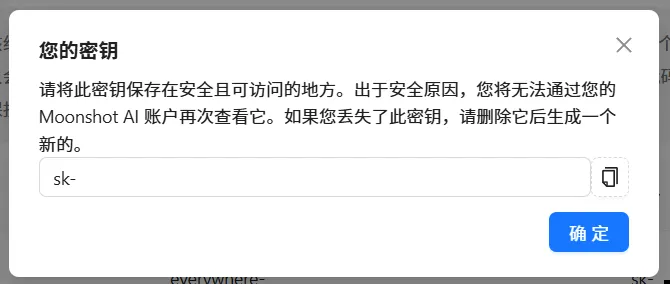 您的密钥
请将此密钥保存在安全且可访问的地方。出于安全原因，您将无法通过您的
Moonshot AI 账户再次查看它。如果您丢失了此密钥，请删除它后生成一个
新的。
sk-
确 定
everywhere-
sk-